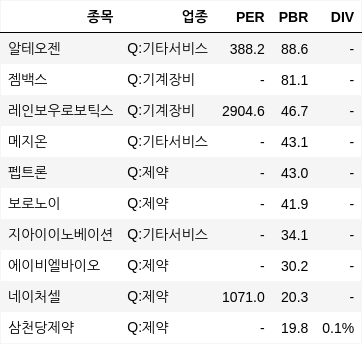 종목 업종 PER PBR DIV
알테오젠 Q:기타서비스 388.2 88.6 -
젬백스 Q:기계장비 - 81.1 -
레인보우로보틱스 Q:기계장비 2904.6 46.7 -
메지온 Q:기타서비스 - 43.1 -
펩트론 Q:제약 - 43.0 -
보로노이 Q:제약 - 41.9 -
지아이이노베이션 Q:기타서비스 - 34.1 -
에이비엘바이오 Q:제약 - 30.2 -
네이처셀 Q:제약 1071.0 20.3 -
삼천당제약 Q:제약 - 19.8 0.1%